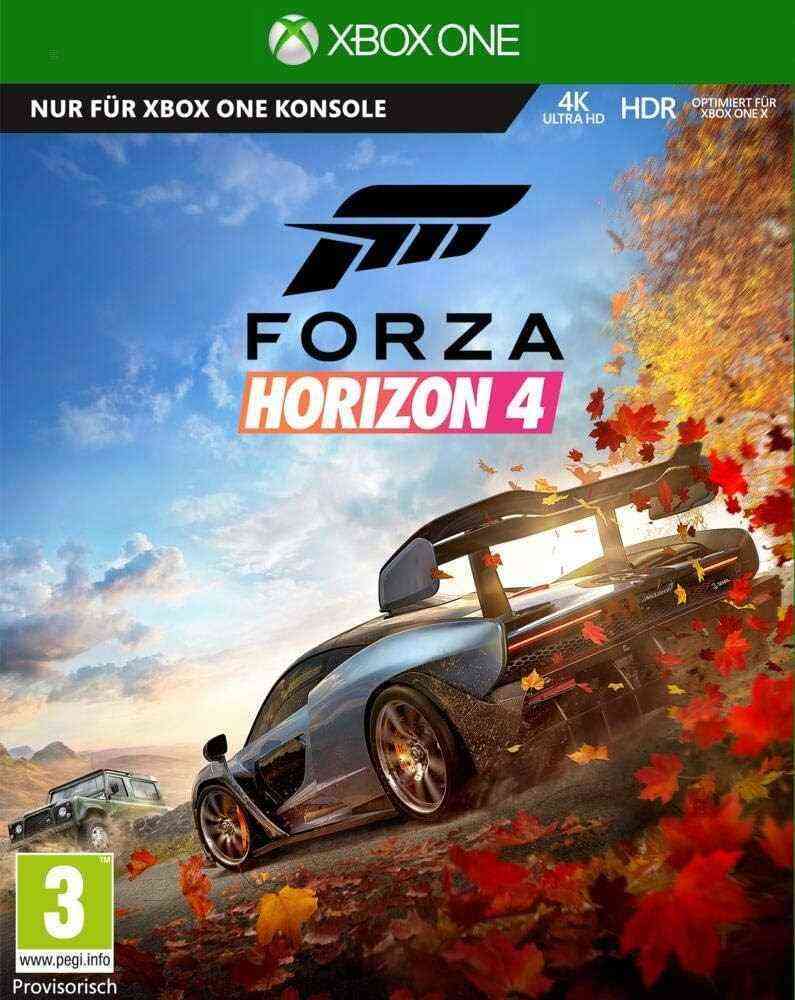 XBOX ONE
NUR FÜR XBOX ONE KONSOLE
4K
ULTRA HD
HDR
OPTIMIERT FÜR
XBOX ONE X
FORZA
HORIZON 4
3
TM
www.pegi.info
Provisorisch